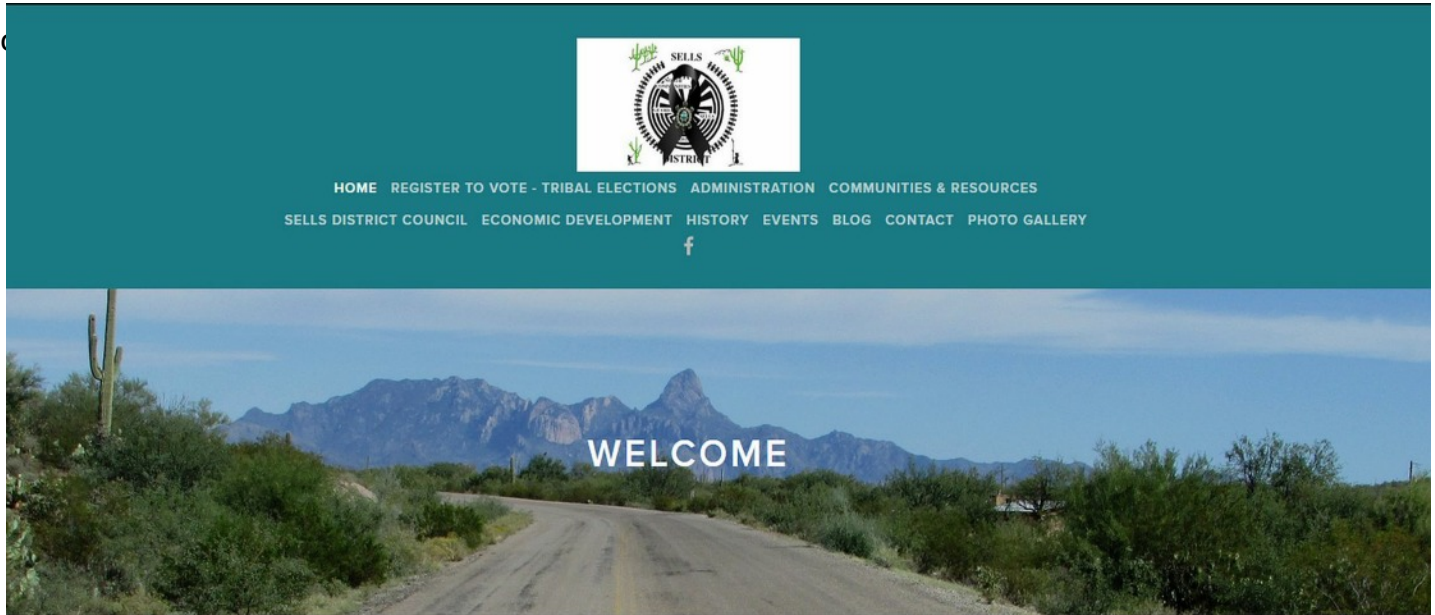 SELLS
DISTRICT
HOME REGISTER TO VOTE - TRIBAL ELECTIONS ADMINISTRATION COMMUNITIES & RESOURCES
SELLS DISTRICT COUNCIL ECONOMIC DEVELOPMENT HISTORY EVENTS BLOG CONTACT PHOTO GALLERY
WELCOME